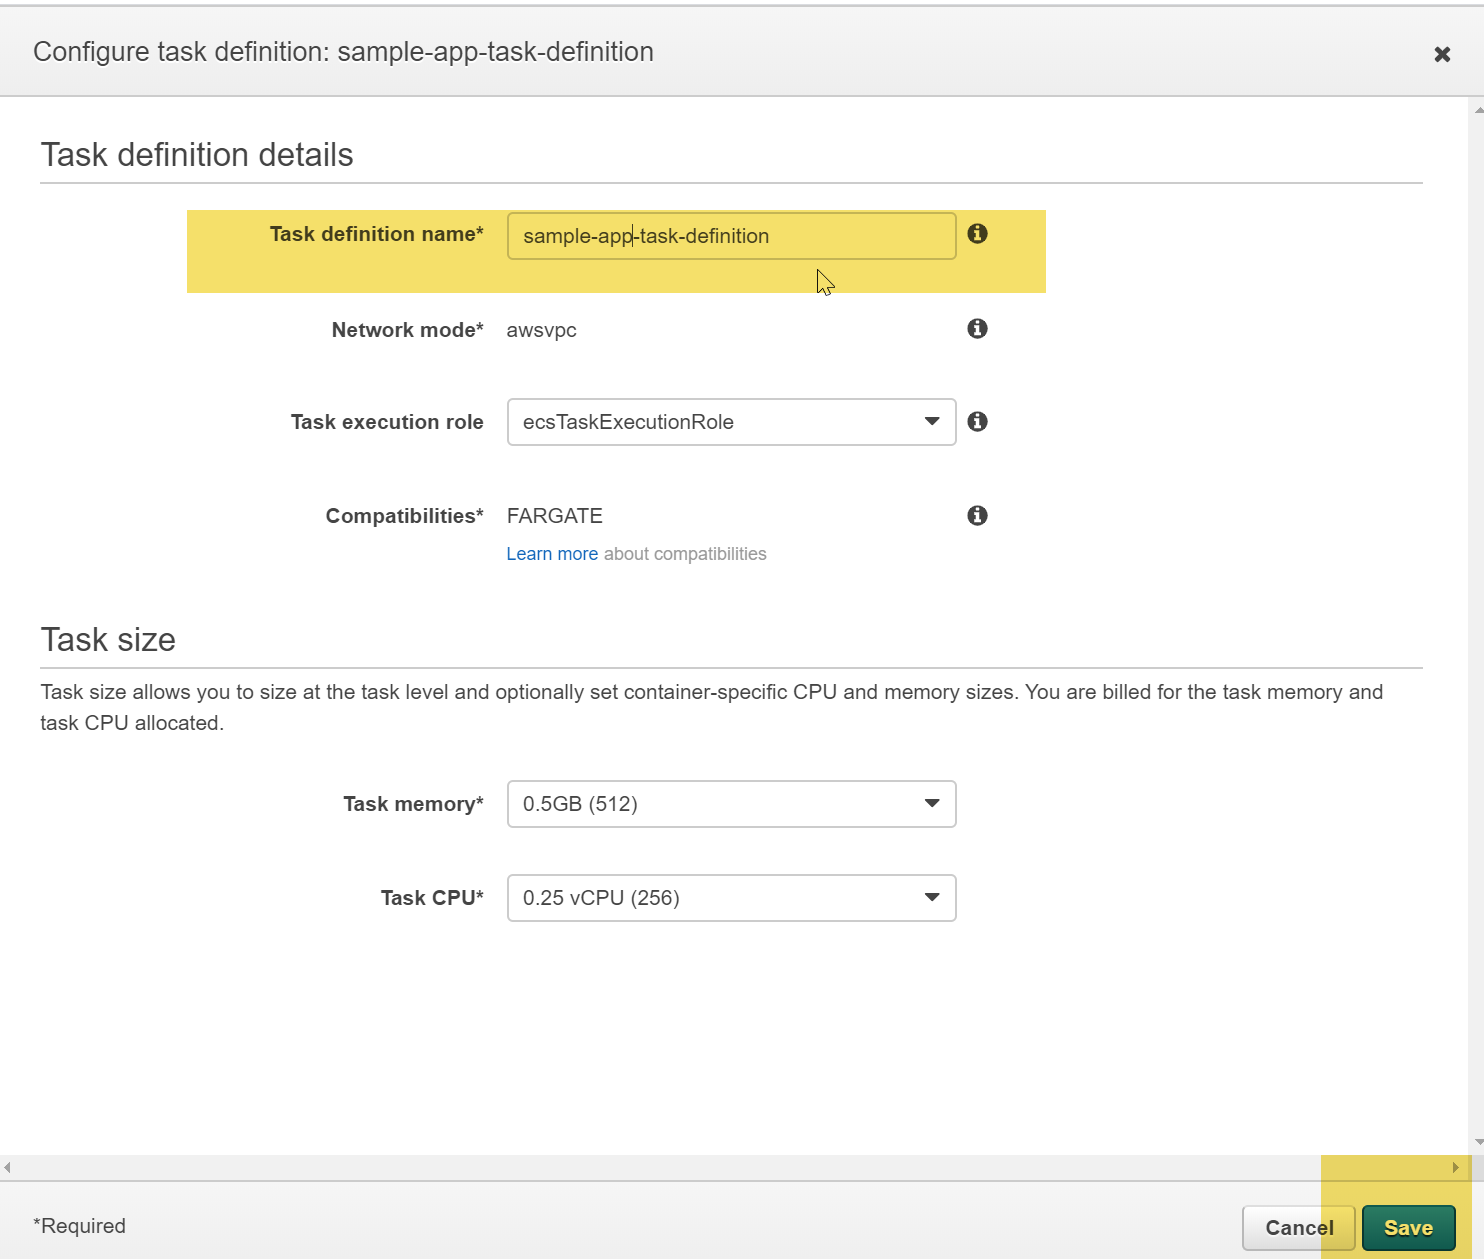 Configure task definition: sample-app-task-definition
Task definition details
Task definition name* sample-app-task-definition
Network mode* awsvpc
Task execution role ecsTaskExecutionRole
Compatibilities* FARGATE
Learn more about compatibilities
Task size
Task size allows you to size at the task level and optionally set container-specific CPU and memory sizes. You are billed for the task memory and
task CPU allocated.
Task memory* 0.5GB (512)
Task CPU* 0.25 vCPU (256)
*Required Cancel Save